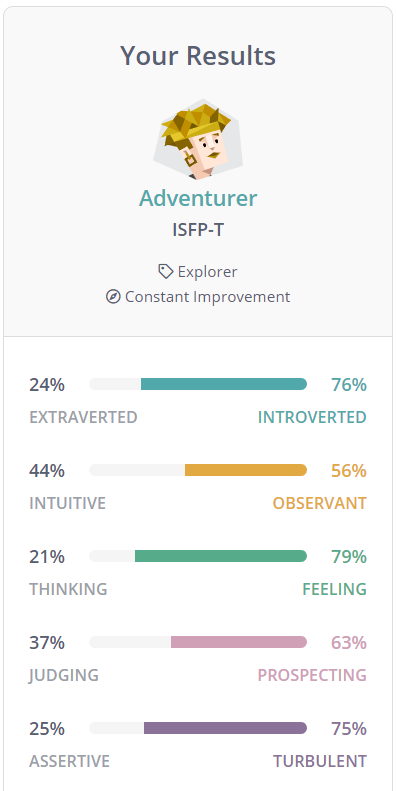 Your Results
Adventurer
ISFP-T
Explorer
Constant Improvement
24% 76%
EXTRAVERTED INTROVERTED
44% 56%
INTUITIVE OBSERVANT
21% 79%
THINKING FEELING
37% 63%
JUDGING PROSPECTING
25% 75%
ASSERTIVE TURBULENT